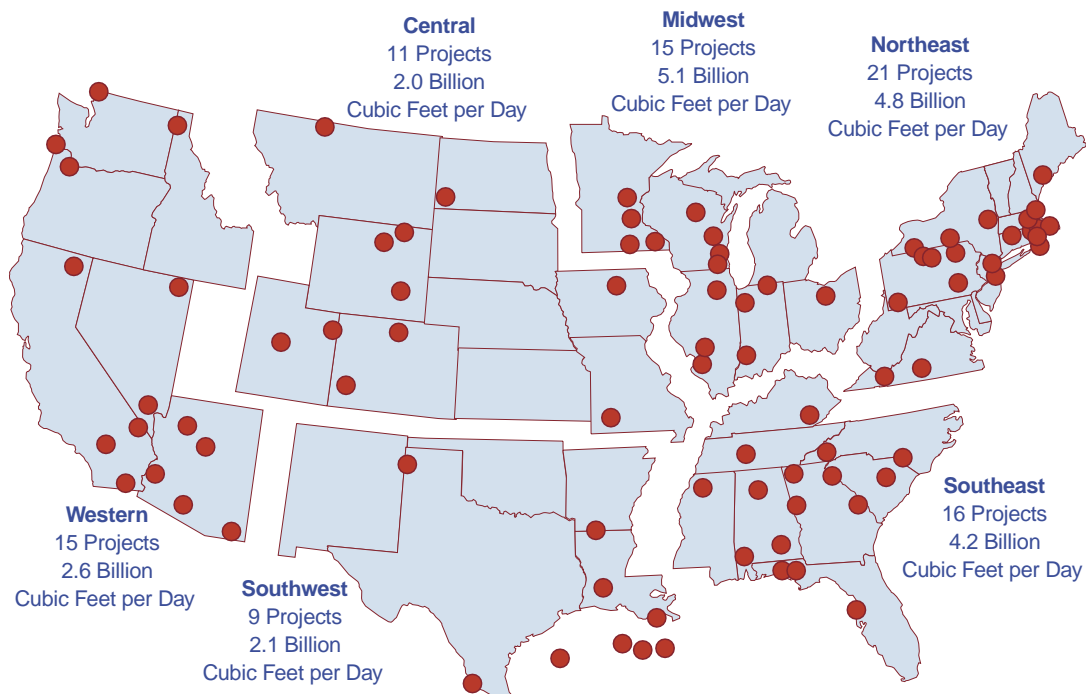 Central
11 Projects
2.0 Billion
Cubic Feet per Day
Midwest
15 Projects
5.1 Billion
Cubic Feet per Day
Northeast
21 Projects
4.8 Billion
Cubic Feet per Day
Western
15 Projects
2.6 Billion
Cubic Feet per Day
Southwest
9 Projects
2.1 Billion
Cubic Feet per Day
Southeast
16 Projects
4.2 Billion
Cubic Feet per Day